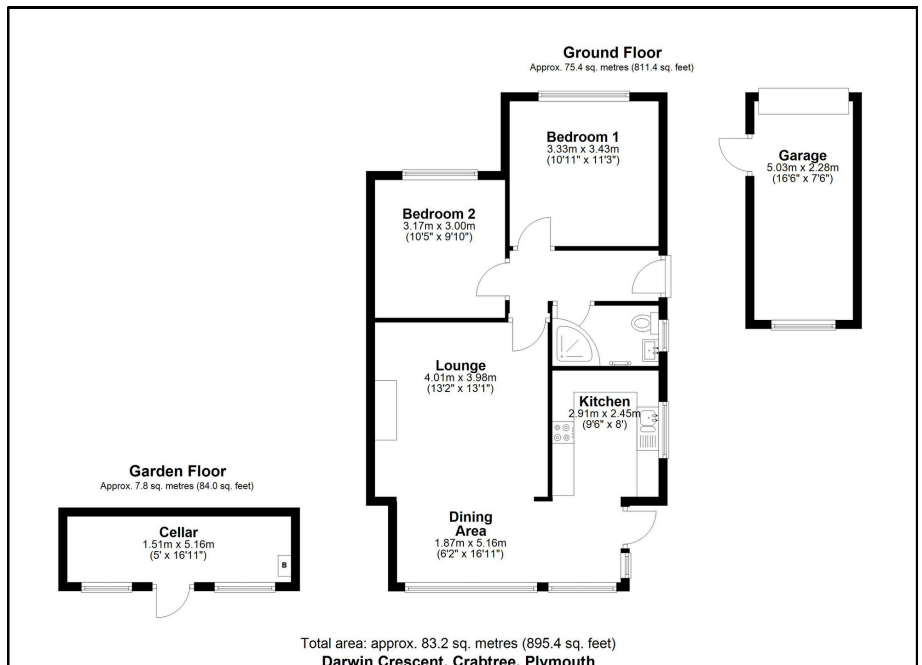 Ground Floor
Approx. 75.4 sq. metres (811.4 sq. feet)
Bedroom 1
3.33m x 3.43m
(10'11" x 11'3")
Garage
5.03m x 2.28m
(16'6" x 7'6")
Bedroom 2
3.17m x 3.00m
(10'5" x 9'10")
Lounge
4.01m x 3.98m
(13'2" x 13'1")
Kitchen
2.91m x 2.45m
(9'6" x 8')
Garden Floor
Approx. 7.8 sq. metres (84.0 sq. feet)
Cellar
1.51m x 5.16m
(5' x 16'11")
B
Dining
Area
1.87m x 5.16m
(6'2" x 16'11")
Total area: approx. 83.2 sq. metres (895.4 sq. feet)
Darwin Crescent, Crabtree, Plymouth